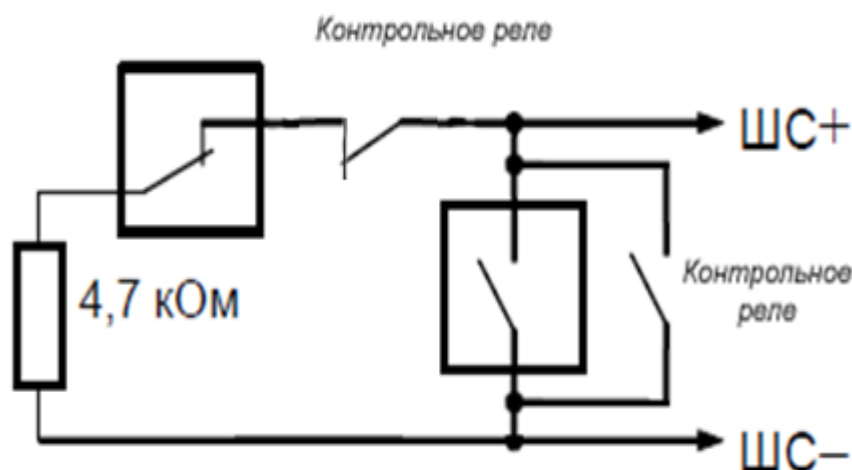 Контрольное реле
ШС+
4,7 кОм
Контрольное
реле
ШС–